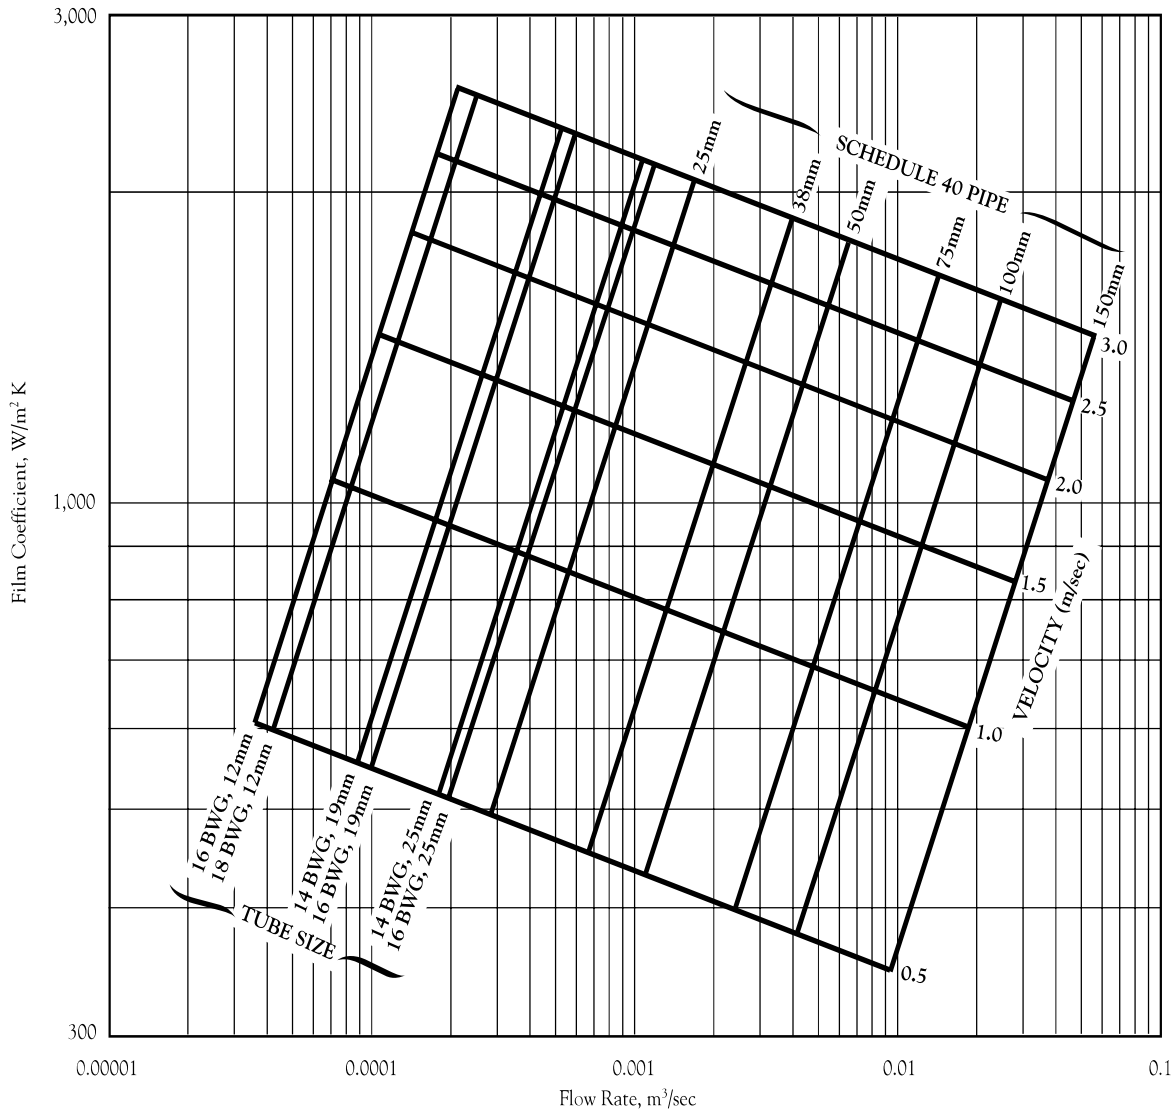 3,000
SCHEDULE 40 PIPE
25mm
38mm
50mm
75mm
100mm
150mm
3.0
2.5
2.0
1,000
1.5
Film Coefficient, W/m² K
VELOCITY (m/sec)
1.0
16 BWG, 12mm
18 BWG, 12mm
14 BWG, 19mm
16 BWG, 19mm
14 BWG, 25mm
16 BWG, 25mm
TUBE SIZE
0.5
300
0.00001 0.0001 0.001 0.01 0.1
Flow Rate, m³/sec